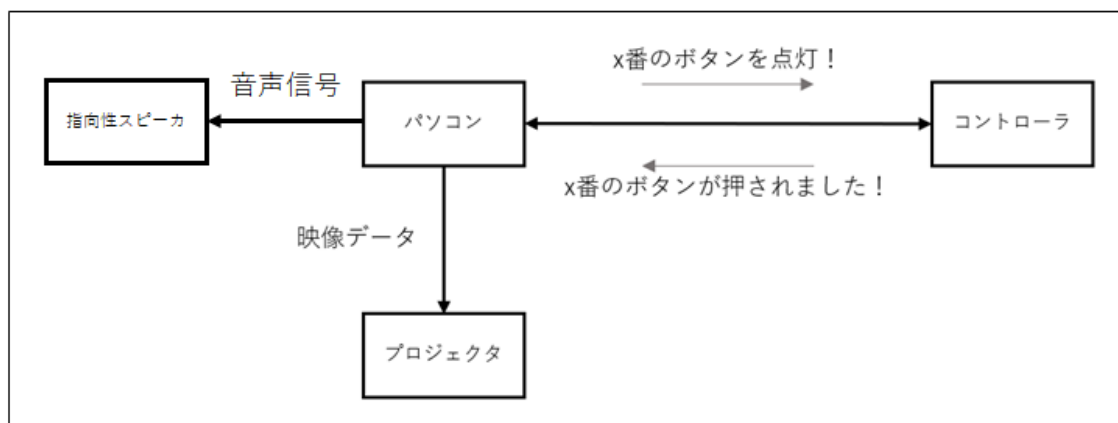 x番のボタンを点灯!
音声信号
指向性スピーカ
パソコン
コントローラ
x番のボタンが押されました!
映像データ
プロジェクタ